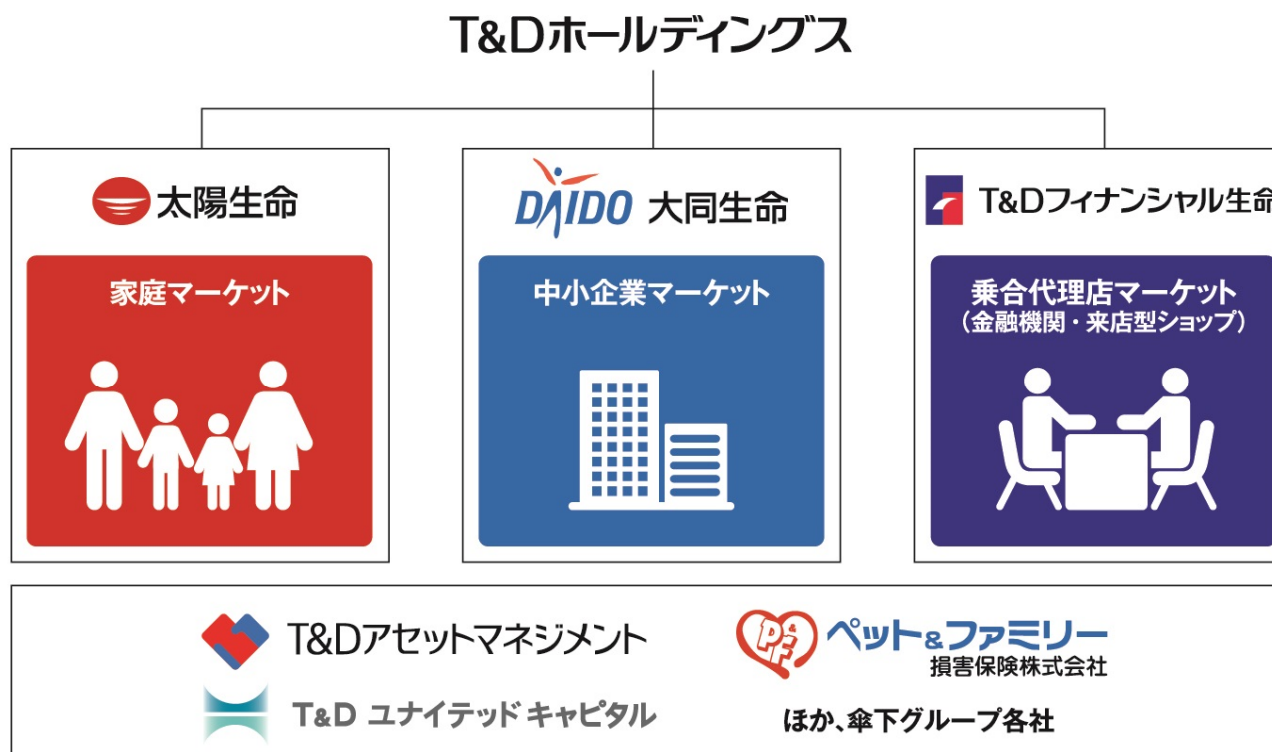 T&Dホールディングス
太陽生命
家庭マーケット
DAIDO 大同生命
中小企業マーケット
T&Dフィナンシャル生命
乗合代理店マーケット
(金融機関・来店型ショップ)
T&Dアセットマネジメント
P&F ペット&ファミリー
損害保険株式会社
T&D ユナイテッド キャピタル
ほか、傘下グループ各社